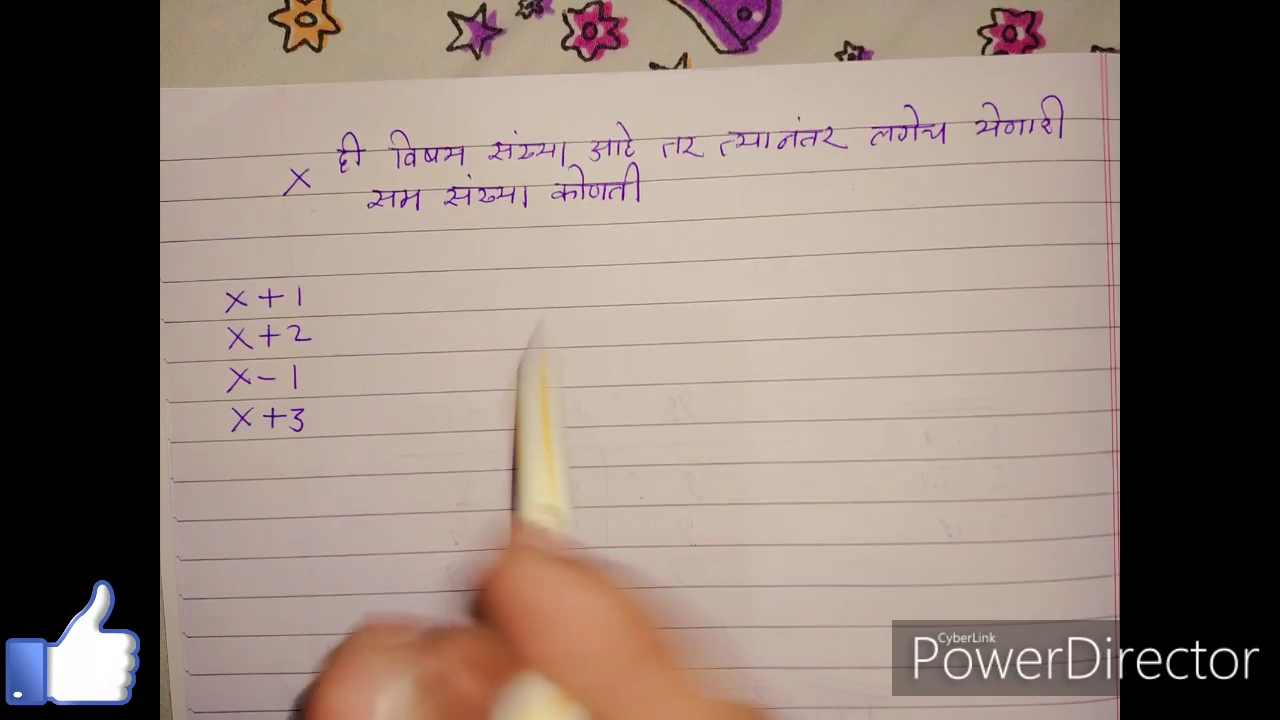 x ही विषम संख्या आहे तर त्यानंतर लगेच येणारी
सम संख्या कोणती
x + 1
x + 2
x - 1
x + 3
CyberLink
PowerDirector